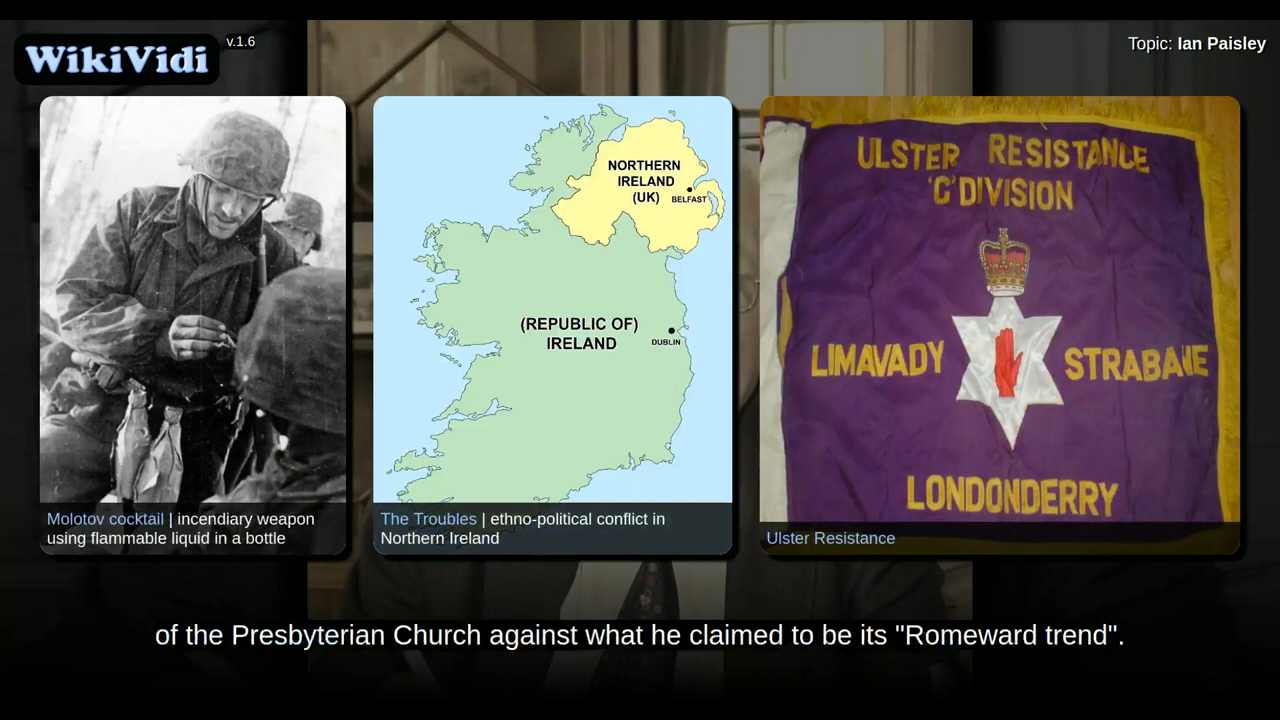 WikiVidi
v.1.6
Topic: Ian Paisley
NORTHERN
IRELAND
(UK)
BELFAST
(REPUBLIC OF)
IRELAND
DUBLIN
ULSTER RESISTANCE
'C' DIVISION
LIMAVADY
STRABANE
LONDONDERRY
Molotov cocktail | incendiary weapon
using flammable liquid in a bottle
The Troubles | ethno-political conflict in
Northern Ireland
Ulster Resistance
of the Presbyterian Church against what he claimed to be its "Romeward trend".